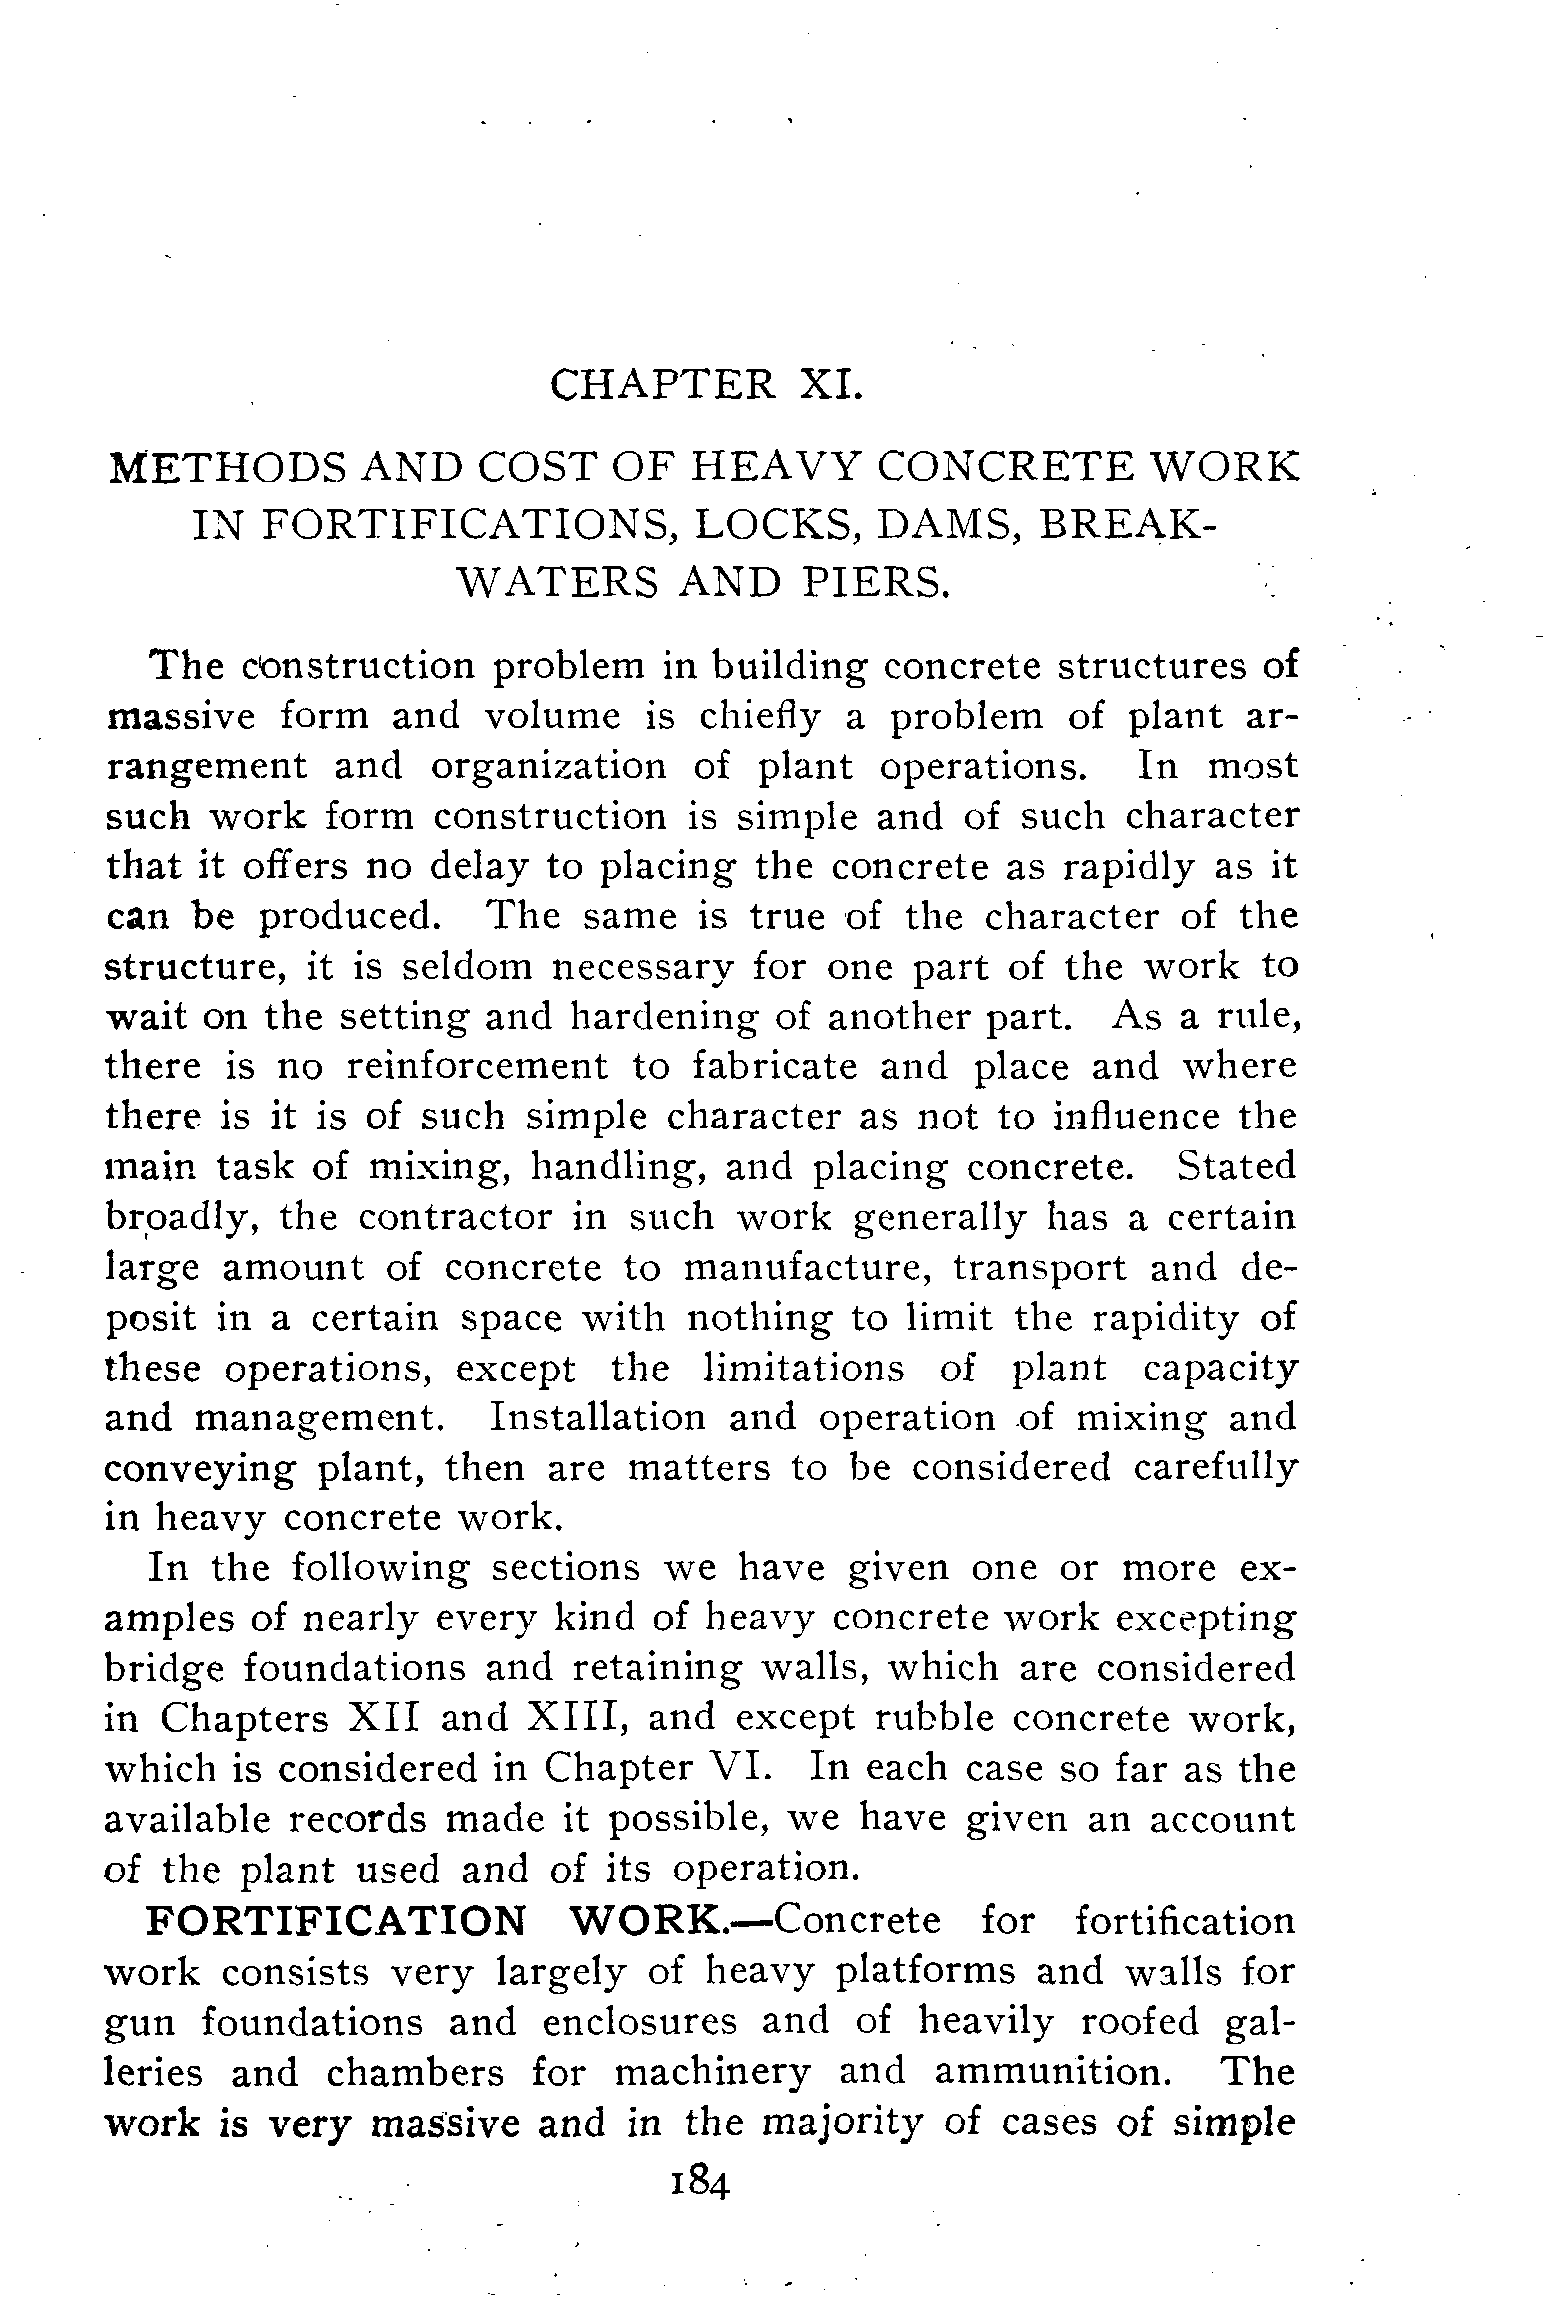 CHAPTER XI.
METHODS AND COST OF HEAVY CONCRETE WORK
IN FORTIFICATIONS, LOCKS, DAMS, BREAK-
WATERS AND PIERS.
The construction problem in building concrete structures of
massive form and volume is chiefly a problem of plant ar-
rangement and organization of plant operations. In most
such work form construction is simple and of such character
that it offers no delay to placing the concrete as rapidly as it
can be produced. The same is true of the character of the
structure, it is seldom necessary for one part of the work to
wait on the setting and hardening of another part. As a rule,
there is no reinforcement to fabricate and place and where
there is it is of such simple character as not to influence the
main task of mixing, handling, and placing concrete. Stated
broadly, the contractor in such work generally has a certain
large amount of concrete to manufacture, transport and de-
posit in a certain space with nothing to limit the rapidity of
these operations, except the limitations of plant capacity
and management. Installation and operation of mixing and
conveying plant, then are matters to be considered carefully
in heavy concrete work.
In the following sections we have given one or more ex-
amples of nearly every kind of heavy concrete work excepting
bridge foundations and retaining walls, which are considered
in Chapters XII and XIII, and except rubble concrete work,
which is considered in Chapter VI. In each case so far as the
available records made it possible, we have given an account
of the plant used and of its operation.
FORTIFICATION WORK.—Concrete for fortification
work consists very largely of heavy platforms and walls for
gun foundations and enclosures and of heavily roofed gal-
leries and chambers for machinery and ammunition. The
work is very massive and in the majority of cases of simple
184